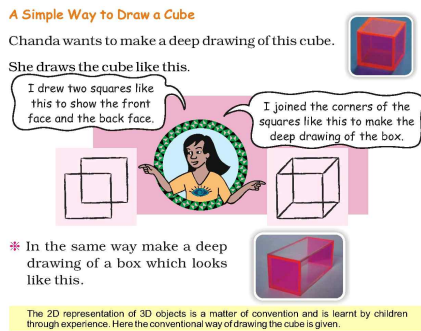 A Simple Way to Draw a Cube
Chanda wants to make a deep drawing of this cube.
She draws the cube like this.
I drew two squares like
this to show the front
face and the back face.
I joined the corners of the
squares like this to make the
deep drawing of the box.
❉ In the same way make a deep
drawing of a box which looks
like this.
The 2D representation of 3D objects is a matter of convention and is learnt by children
through experience. Here the conventional way of drawing the cube is given.